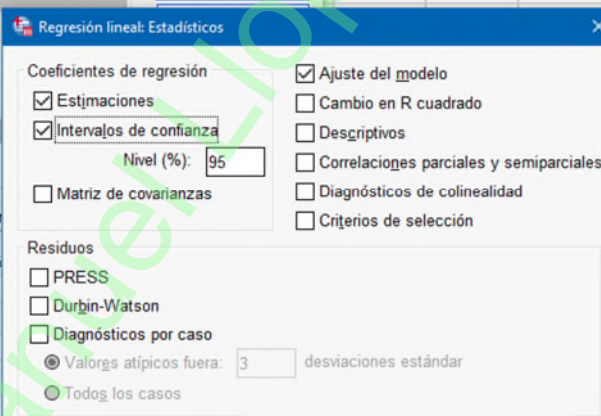 Regresión lineal: Estadísticos
Coeficientes de regresión
Estimaciones
Intervalos de confianza
Nivel (%): 95
Matriz de covarianzas
Ajuste del modelo
Cambio en R cuadrado
Descriptivos
Correlaciones parciales y semiparciales
Diagnósticos de colinealidad
Criterios de selección
Residuos
PRESS
Durbin-Watson
Diagnósticos por caso
Valores atípicos fuera: 3 desviaciones estándar
Todos los casos